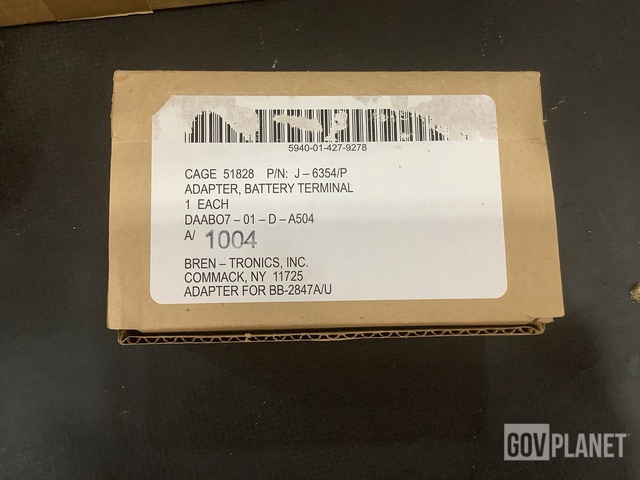 5940-01-427-9278
CAGE 51828 P/N: J – 6354/P
ADAPTER, BATTERY TERMINAL
1 EACH
DAABO7 – 01 – D – A504
A/ 1004
BREN – TRONICS, INC.
COMMACK, NY 11725
ADAPTER FOR BB-2847A/U
GOVPLANET